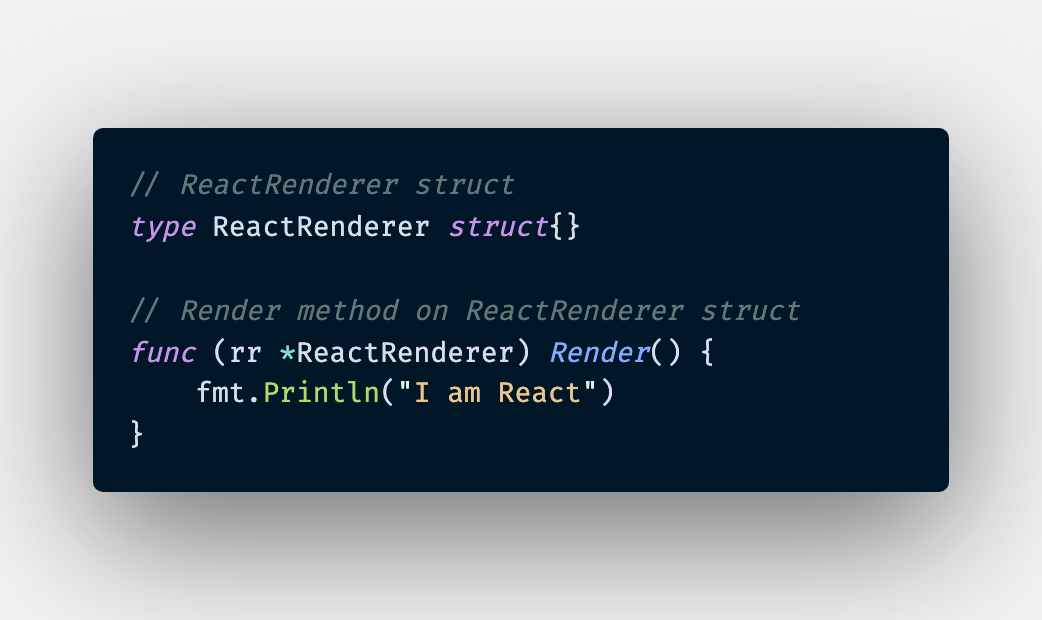 // ReactRenderer struct
type ReactRenderer struct{}
// Render method on ReactRenderer struct
func (rr *ReactRenderer) Render() {
    fmt.Println("I am React")
}